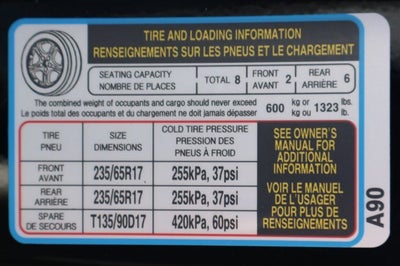 TIRE AND LOADING INFORMATION
RENSEIGNEMENTS SUR LES PNEUS ET LE CHARGEMENT
SEATING CAPACITY
NOMBRE DE PLACES
TOTAL 8
FRONT
AVANT 2
REAR
ARRIÈRE 6
The combined weight of occupants and cargo should never exceed
Le poids total des occupants et du chargement ne doit jamais dépasser
600 kg or
kg ou 1323 lbs.
lb.
TIRE
PNEU
SIZE
DIMENSIONS
COLD TIRE PRESSURE
PRESSION DES
PNEUS À FROID
FRONT
AVANT
235/65R17
255kPa, 37psi
REAR
ARRIÈRE
235/65R17
255kPa, 37psi
SPARE
DE SECOURS
T135/90D17
420kPa, 60psi
SEE OWNER'S
MANUAL FOR
ADDITIONAL
INFORMATION
VOIR LE MANUEL
DE L'USAGER
POUR PLUS DE
RENSEIGNEMENTS
A90